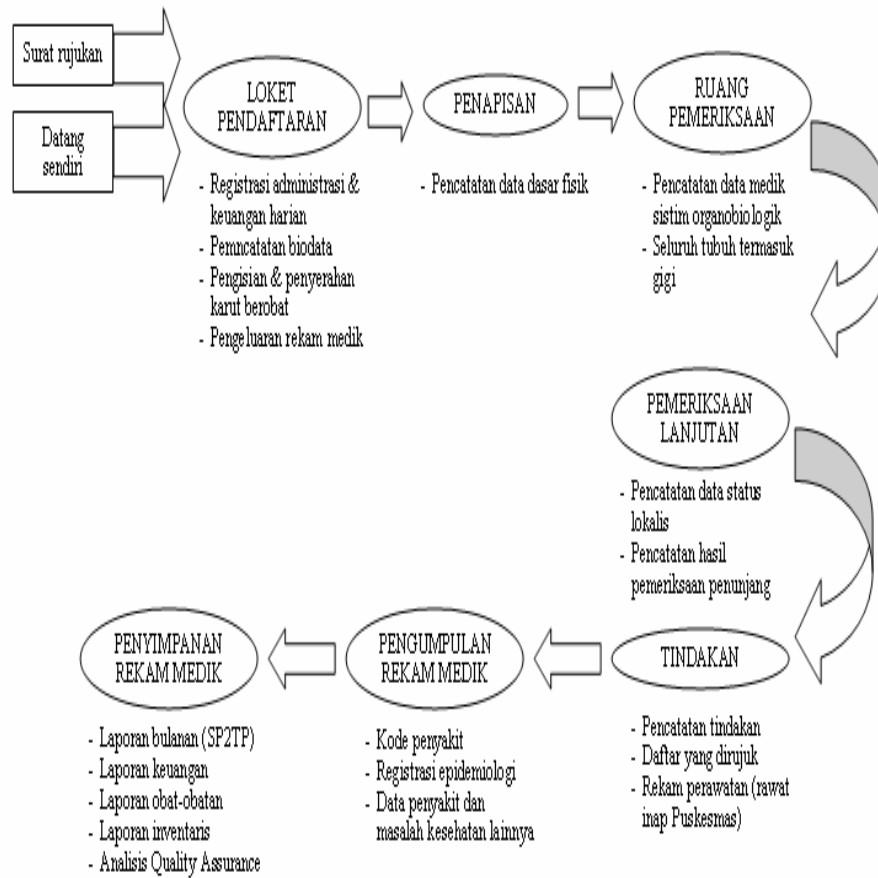 Surat rujukan
Datang
sendiri
LOKET
PENDAFTARAN
- Registrasi administrasi &
keuangan harian
- Pemncatatan biodata
- Pengisian & penyerahan
karut berobat
- Pengeluaran rekam medik
PENAPISAN
- Pencatatan data dasar fisik
RUANG
PEMERIKSAAN
- Pencatatan data medik
sistim organobiologik
- Seluruh tubuh termasuk
gigi
PEMERIKSAAN
LANJUTAN
- Pencatatan data status
lokalis
- Pencatatan hasil
pemeriksaan penunjang
TINDAKAN
- Pencatatan tindakan
- Daftar yang dirujuk
- Rekam perawatan (rawat
inap Puskesmas)
PENGUMPULAN
REKAM MEDIK
- Kode penyakit
- Registrasi epidemiologi
- Data penyakit dan
masalah kesehatan lainnya
PENYIMPANAN
REKAM MEDIK
- Laporan bulanan (SP2TP)
- Laporan keuangan
- Laporan obat-obatan
- Laporan inventaris
- Analisis Quality Assurance